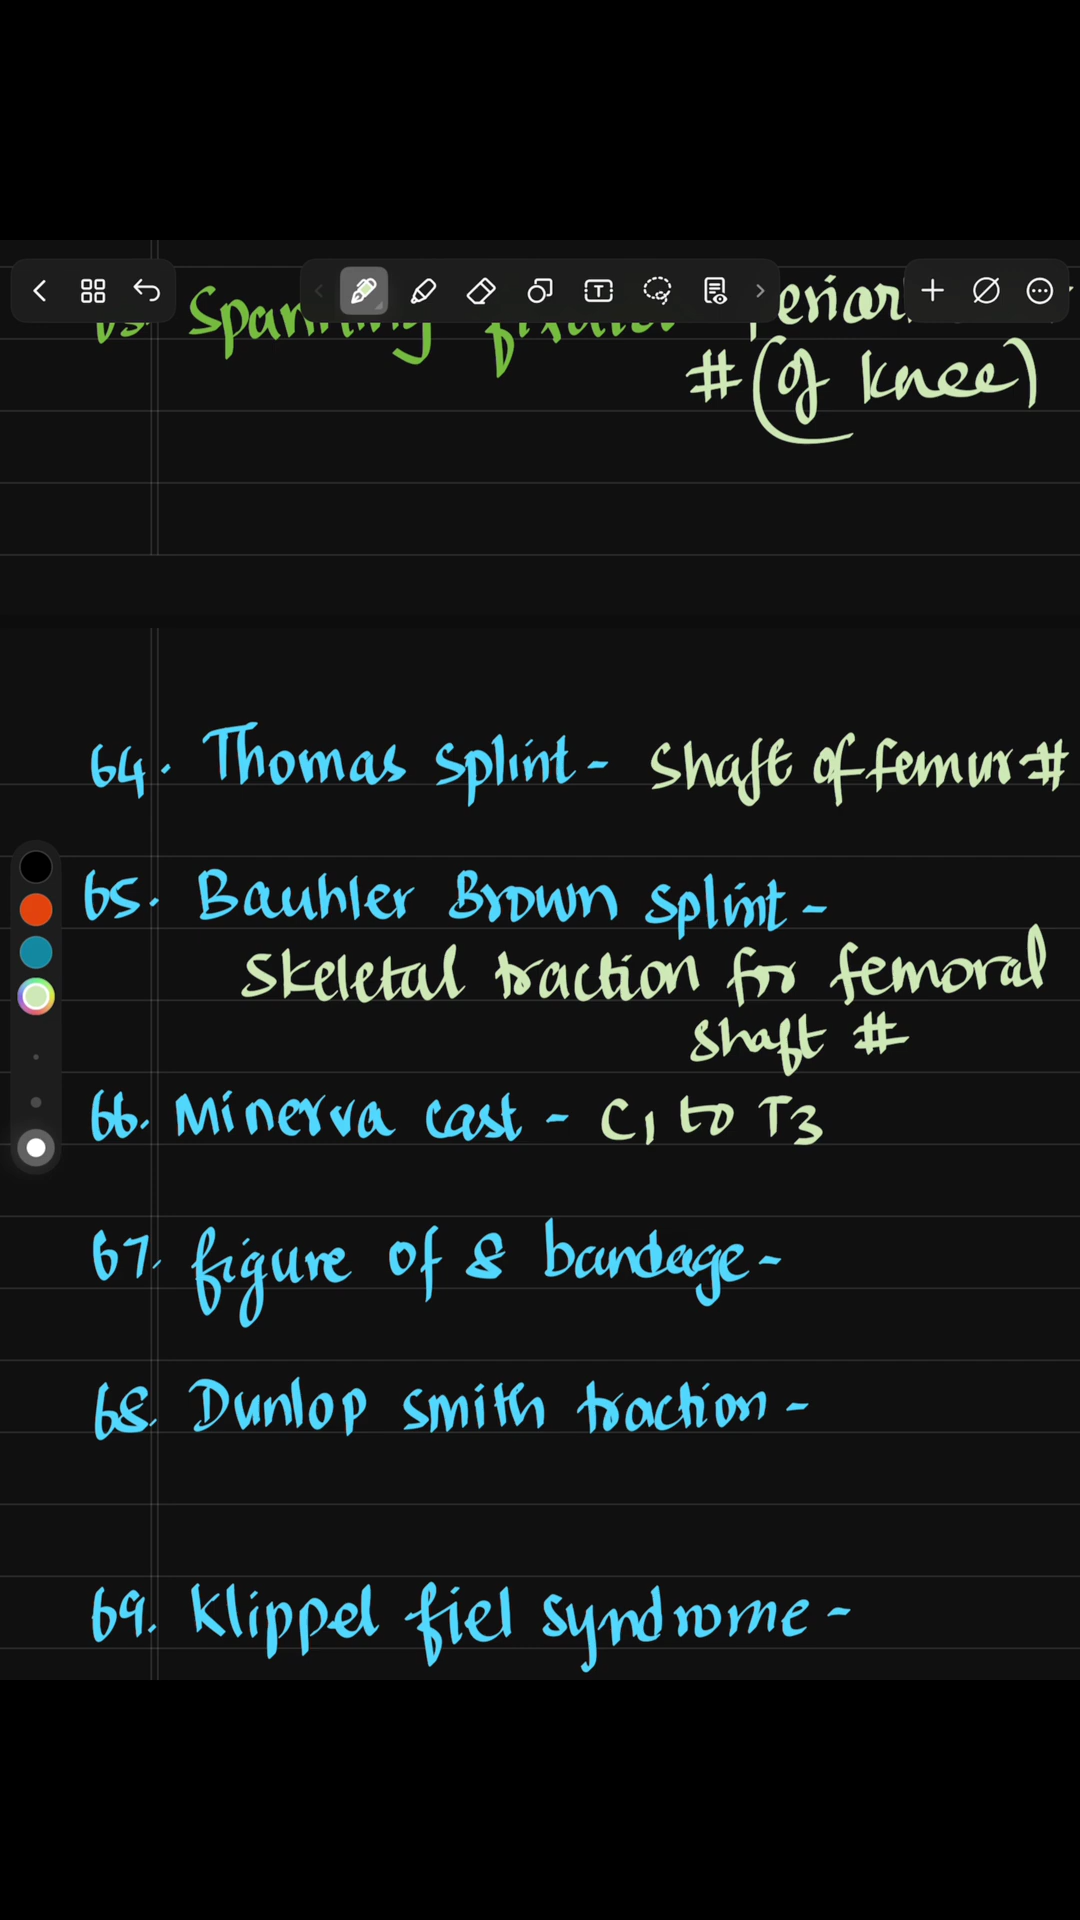 # (of knee)
64. Thomas splint - Shaft of femur #
65. Bauhler Brown splint -
Skeletal traction for femoral
shaft #
66. Minerva cast - C1 to T3
67. figure of 8 bandage -
68. Dunlop smith traction -
69. Klippel fiel syndrome -